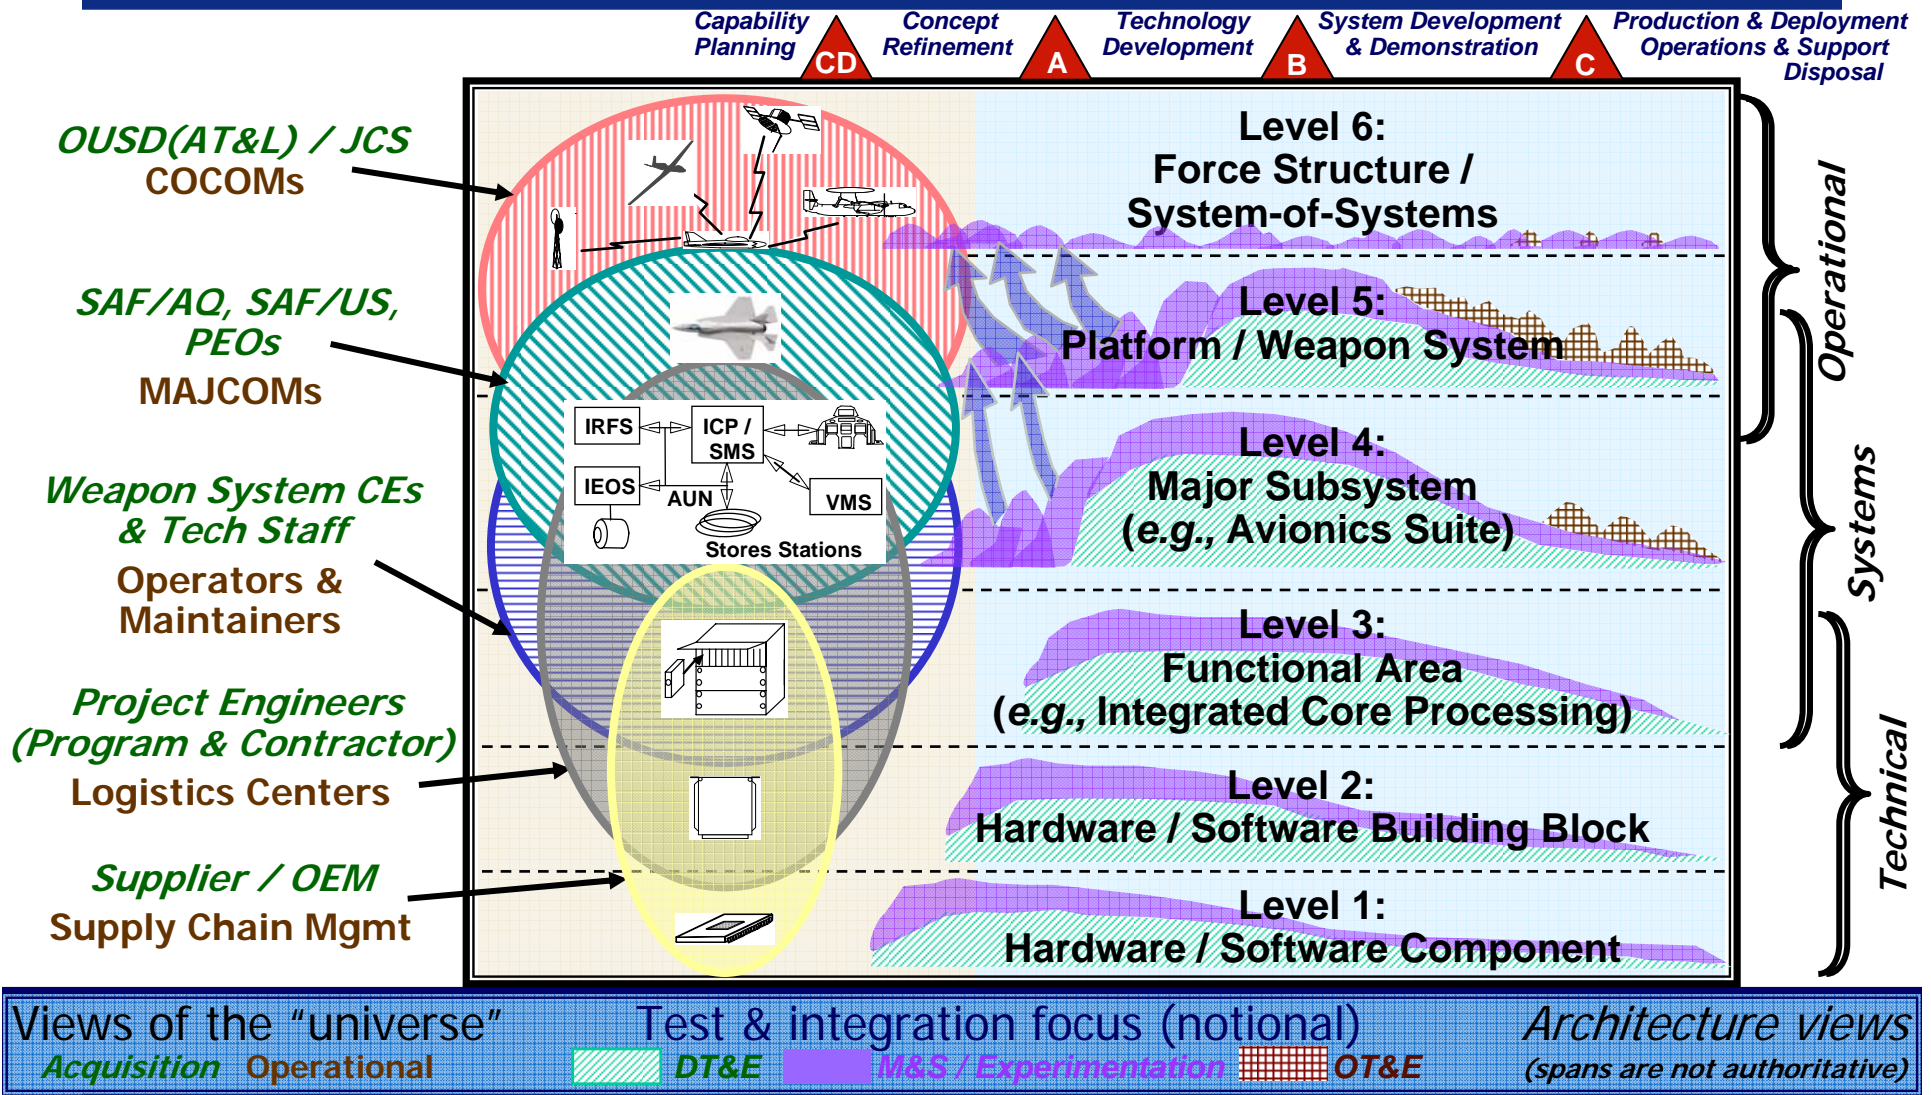 Capability
Planning
CD
Concept
Refinement
A
Technology
Development
B
System Development
& Demonstration
C
Production & Deployment
Operations & Support
Disposal
OUSD(AT&L) / JCS
COCOMs
SAF/AQ, SAF/US,
PEOs
MAJCOMs
Weapon System CEs
& Tech Staff
Operators &
Maintainers
Project Engineers
(Program & Contractor)
Logistics Centers
Supplier / OEM
Supply Chain Mgmt
IRFS
ICP /
SMS
IEOS
AUN
VMS
Stores Stations
Level 6:
Force Structure /
System-of-Systems
Level 5:
Platform / Weapon System
Level 4:
Major Subsystem
(e.g., Avionics Suite)
Level 3:
Functional Area
(e.g., Integrated Core Processing)
Level 2:
Hardware / Software Building Block
Level 1:
Hardware / Software Component
Operational
Systems
Technical
Views of the "universe"
Acquisition Operational
Test & integration focus (notional)
DT&E M&S / Experimentation OT&E
Architecture views
(spans are not authoritative)